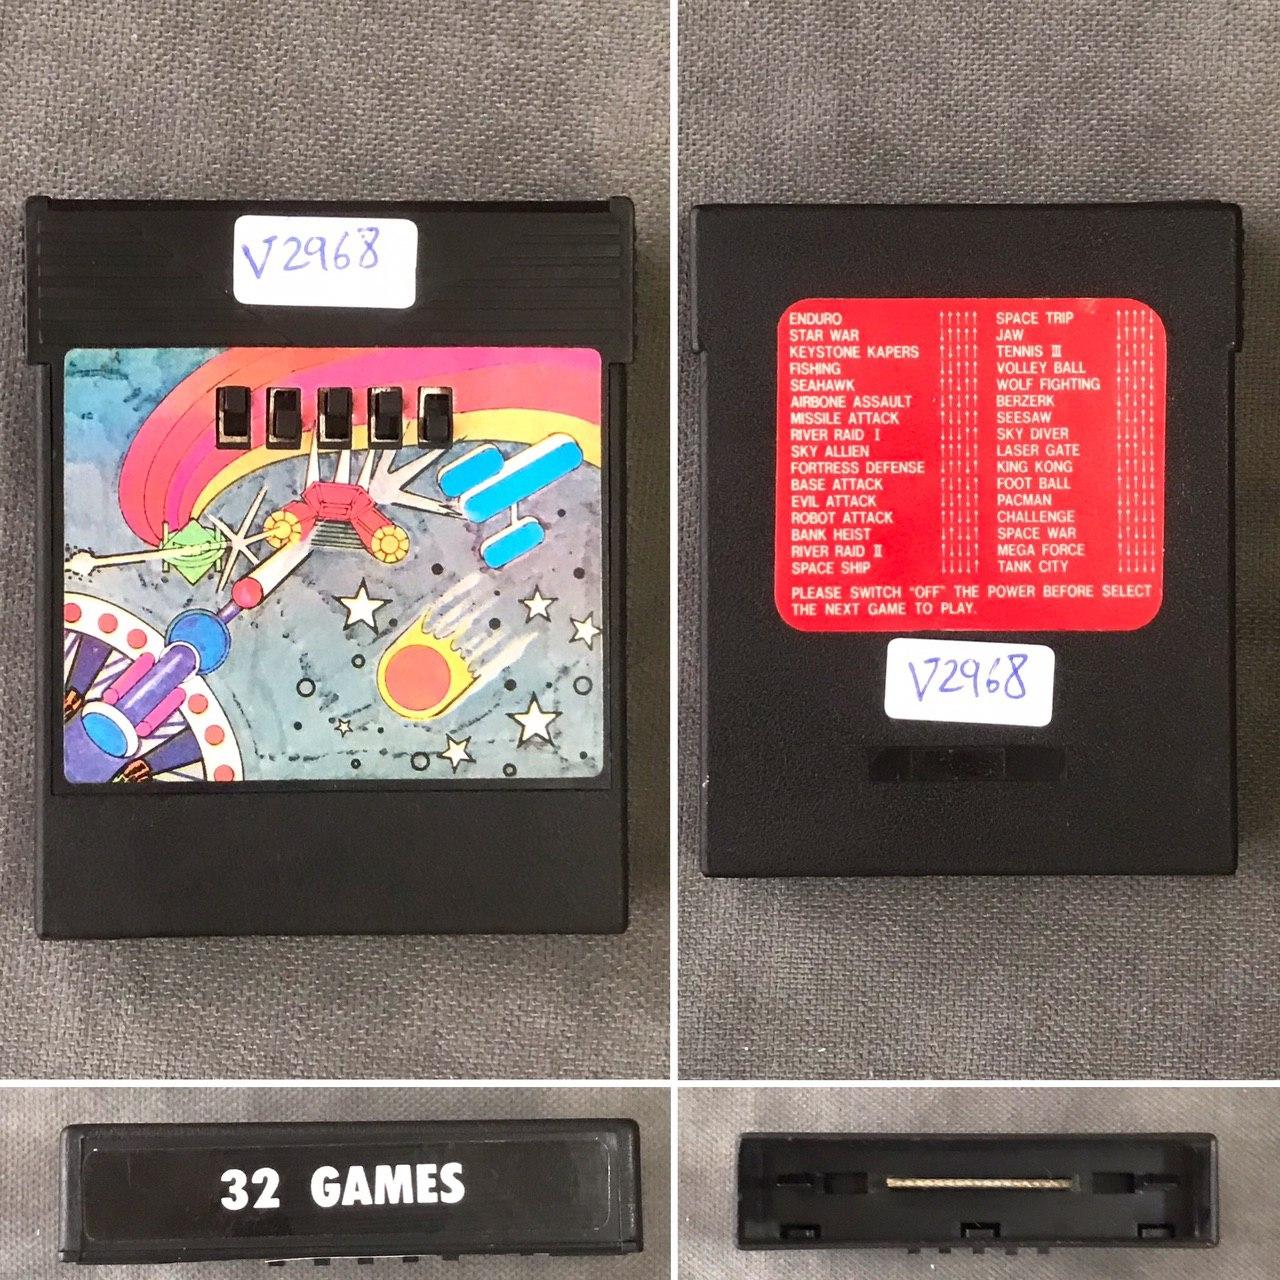 V2968
ENDURO
STAR WAR
KEYSTONE KAPERS
FISHING
SEAHAWK
AIRBONE ASSAULT
MISSILE ATTACK
RIVER RAID I
SKY ALLIEN
FORTRESS DEFENSE
BASE ATTACK
EVIL ATTACK
ROBOT ATTACK
BANK HEIST
RIVER RAID II
SPACE SHIP
SPACE TRIP
JAW
TENNIS III
VOLLEY BALL
WOLF FIGHTING
BERZERK
SEESAW
SKY DIVER
LASER GATE
KING KONG
FOOT BALL
PACMAN
CHALLENGE
SPACE WAR
MEGA FORCE
TANK CITY
PLEASE SWITCH "OFF" THE POWER BEFORE SELECT
THE NEXT GAME TO PLAY.
V2968
32 GAMES